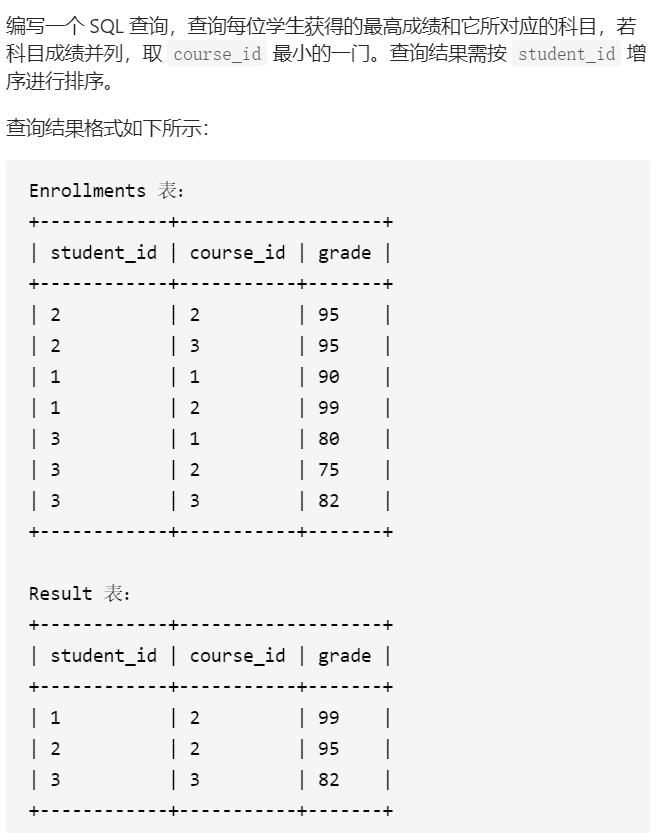 编写一个 SQL 查询，查询每位学生获得的最高成绩和它所对应的科目，若
科目成绩并列，取 course_id 最小的一门。查询结果需按 student_id 增
序进行排序。
查询结果格式如下所示：
Enrollments 表：
+------------+-------------------+
| student_id | course_id | grade |
+------------+-----------+-------+
| 2          | 2         | 95    |
| 2          | 3         | 95    |
| 1          | 1         | 90    |
| 1          | 2         | 99    |
| 3          | 1         | 80    |
| 3          | 2         | 75    |
| 3          | 3         | 82    |
+------------+-----------+-------+
Result 表：
+------------+-------------------+
| student_id | course_id | grade |
+------------+-----------+-------+
| 1          | 2         | 99    |
| 2          | 2         | 95    |
| 3          | 3         | 82    |
+------------+-----------+-------+